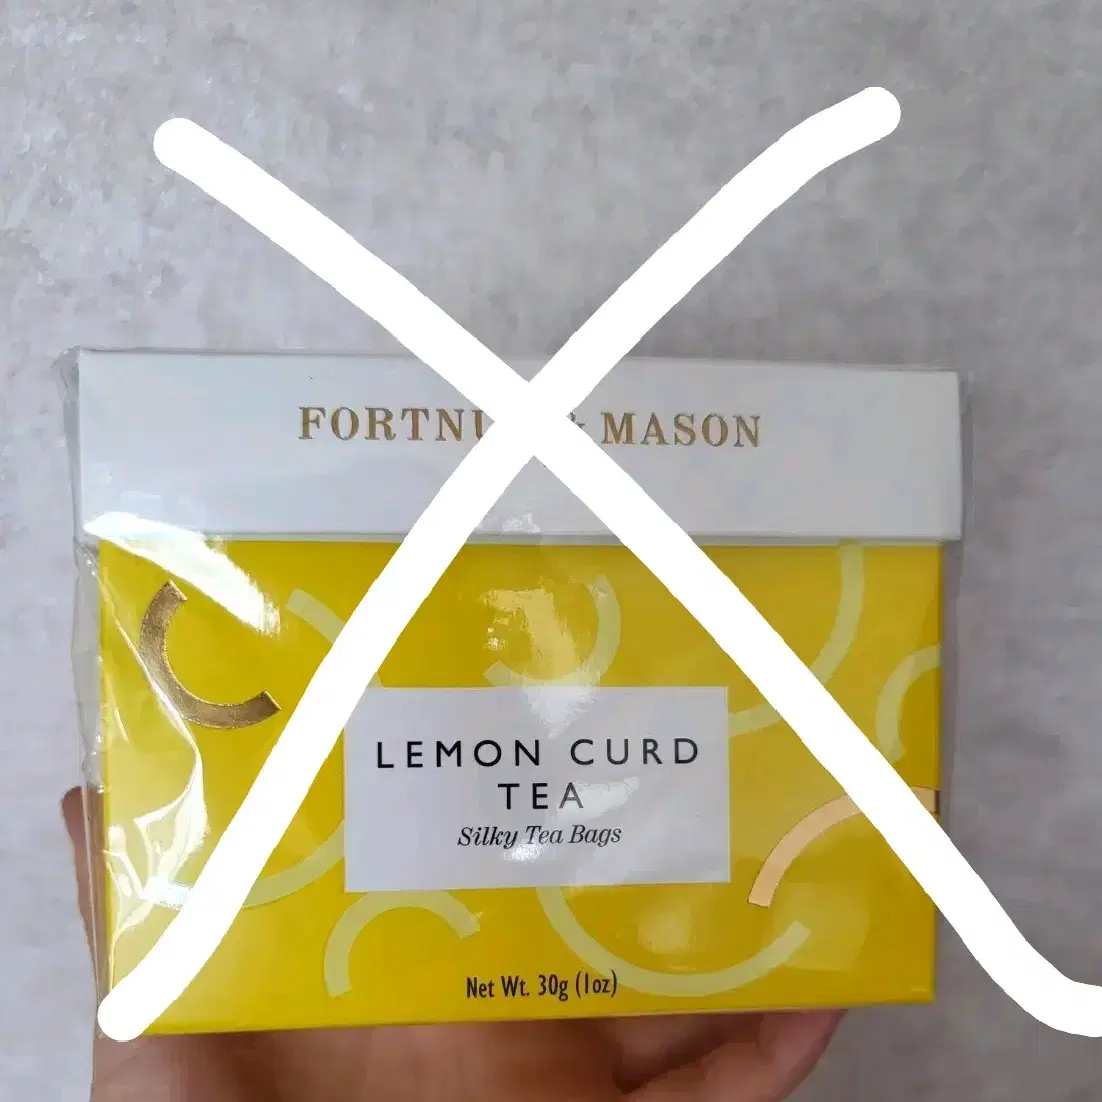 & MASON
LEMON CURD
TEA
Silky Tea Bags
Net Wt. 30g (1oz)